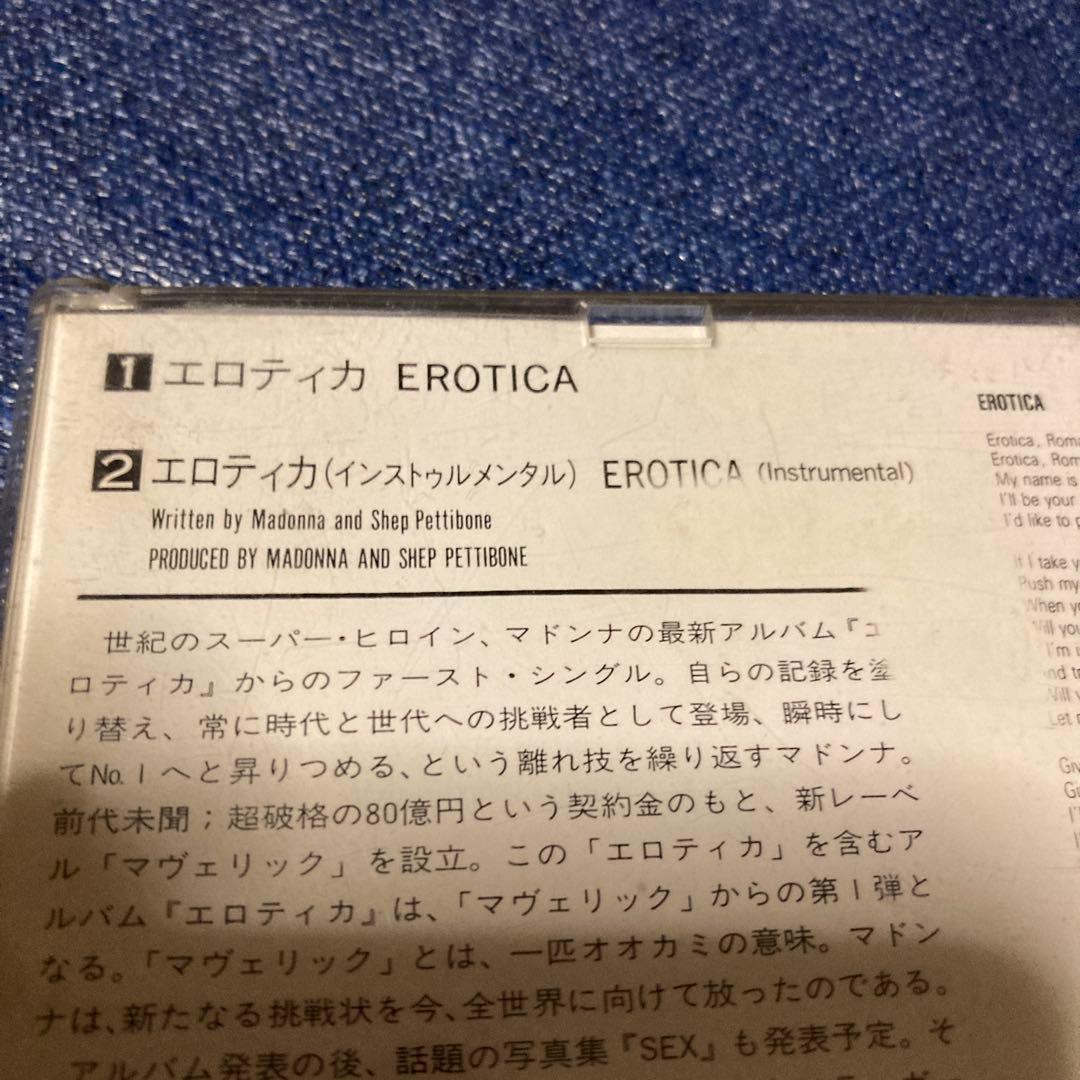 1 エロティカ EROTICA
2 エロティカ(インストゥルメンタル) EROTICA (Instrumental)
Written by Madonna and Shep Pettibone
PRODUCED BY MADONNA AND SHEP PETTIBONE
世紀のスーパー・ヒロイン、マドンナの最新アルバム『エ
ロティカ』からのファースト・シングル。自らの記録を塗
り替え、常に時代と世代への挑戦者として登場、瞬時にし
てNo.1へと昇りつめる、という離れ技を繰り返すマドンナ。
前代未聞；超破格の80億円という契約金のもと、新レーベ
ル「マヴェリック」を設立。この「エロティカ」を含むア
ルバム『エロティカ』は、「マヴェリック」からの第1弾と
なる。「マヴェリック」とは、一匹オオカミの意味。マドン
ナは、新たなる挑戦状を今、全世界に向けて放ったのである。
アルバム発表の後、話題の写真集『SEX』も発表予定。そ
EROTICA
Erotica, Roma
Erotica, Rom
My name is
I'll be your
I'd like to p
If I take y
Push my
When yo
Will you
I'm i
nd t
Will
Let
Giv
G
I'